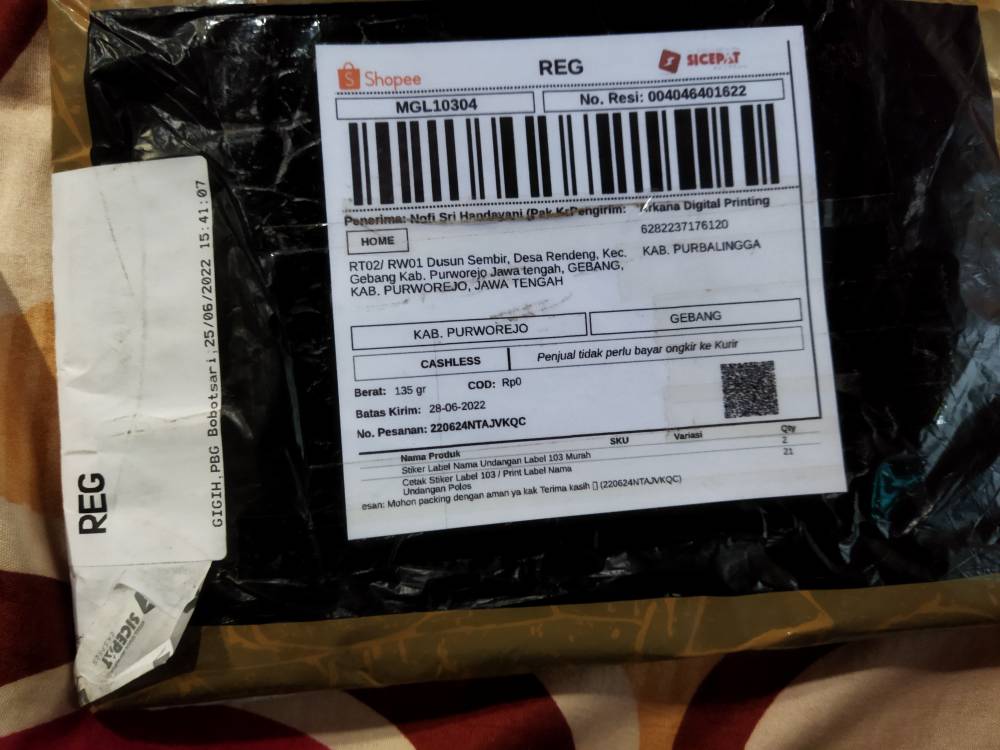 Shopee
REG
SICEPAT
MGL10304
No. Resi: 004046401622
Penerima: Nofi Sri Handayani (Pak K
Pengirim: Arkana Digital Printing
6282237176120
KAB. PURBALINGGA
HOME
RT02/ RW01 Dusun Sembir, Desa Rendeng, Kec.
Gebang Kab. Purworejo Jawa tengah, GEBANG,
KAB. PURWOREJO, JAWA TENGAH
KAB. PURWOREJO
GEBANG
CASHLESS
Penjual tidak perlu bayar ongkir ke Kurir
Berat: 135 gr
COD: Rp0
Batas Kirim: 28-06-2022
No. Pesanan: 220624NTAJVKQC
Nama Produk SKU Variasi Qty
Stiker Label Nama Undangan Label 103 Murah 2
Cetak Stiker Label 103 / Print Label Nama 21
Undangan Polos
esan: Mohon packing dengan aman ya kak Terima kasih (220624NTAJVKQC)
REG
GIGIH,PBG Bobotsari,25/06/2022 15:41:07
SICEPAT